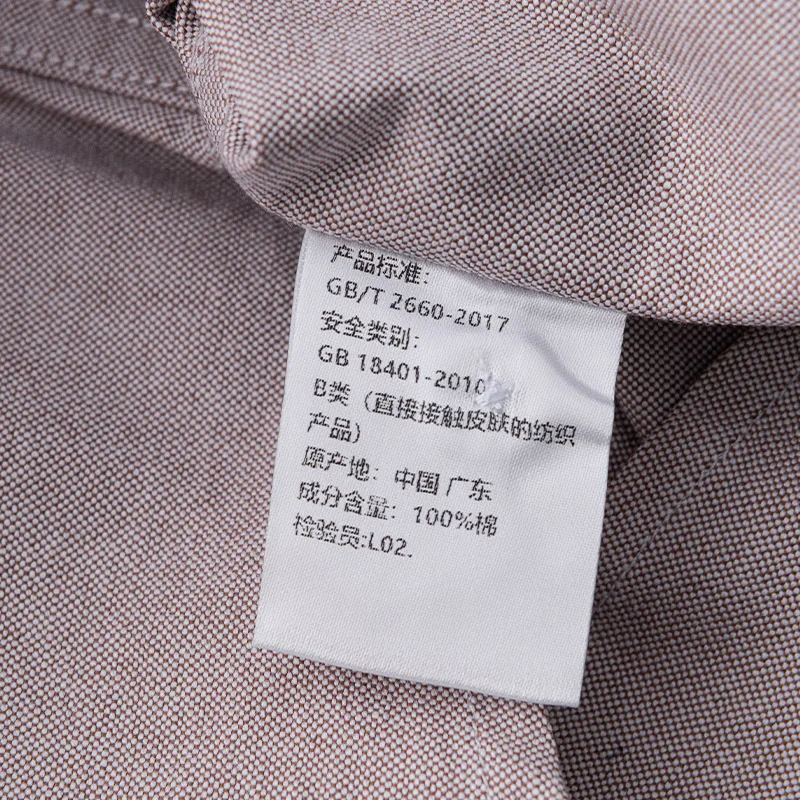 产品标准:
GB/T 2660-2017
安全类别:
GB 18401-2010
B类（直接接触皮肤的纺织
产品）
原产地：中国 广东
成分含量：100%棉
检验员:L02.